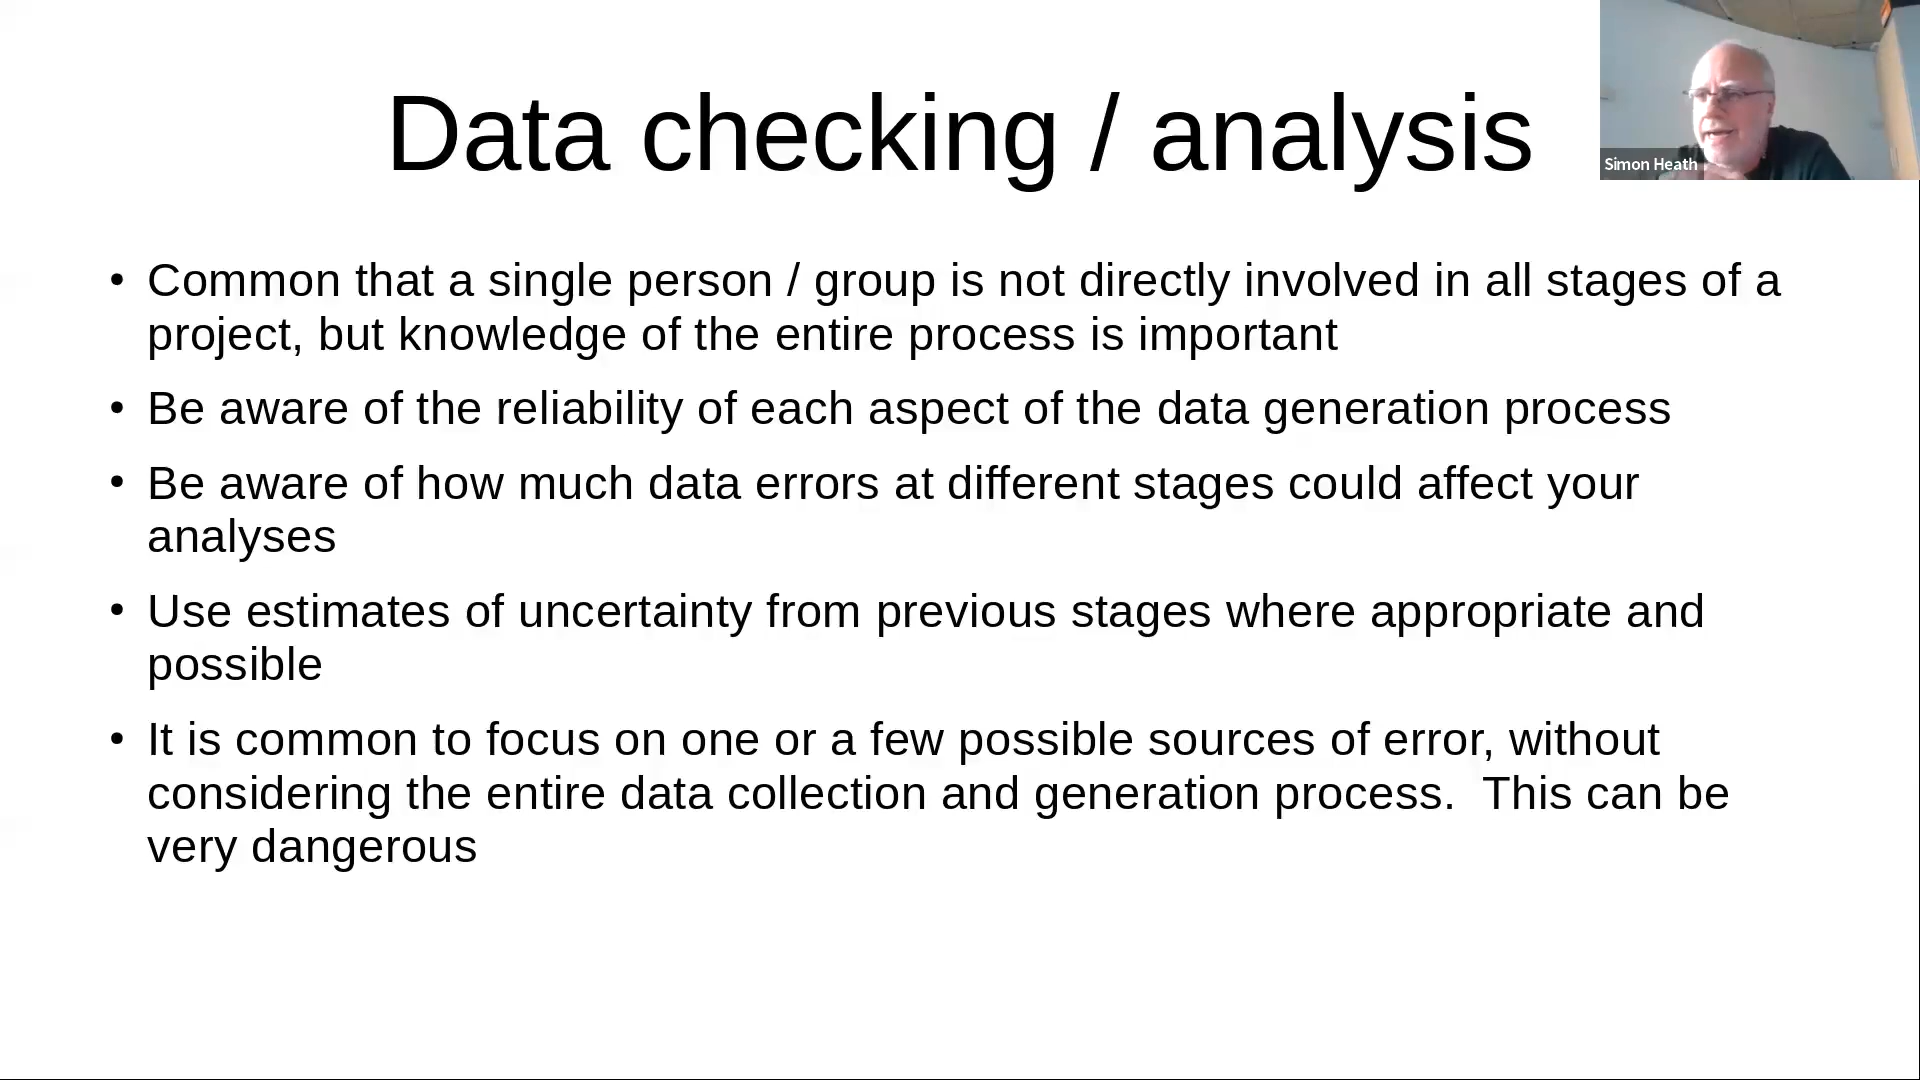 Data checking / analysis
Simon Heath
• Common that a single person / group is not directly involved in all stages of a
project, but knowledge of the entire process is important
• Be aware of the reliability of each aspect of the data generation process
• Be aware of how much data errors at different stages could affect your
analyses
• Use estimates of uncertainty from previous stages where appropriate and
possible
• It is common to focus on one or a few possible sources of error, without
considering the entire data collection and generation process.  This can be
very dangerous